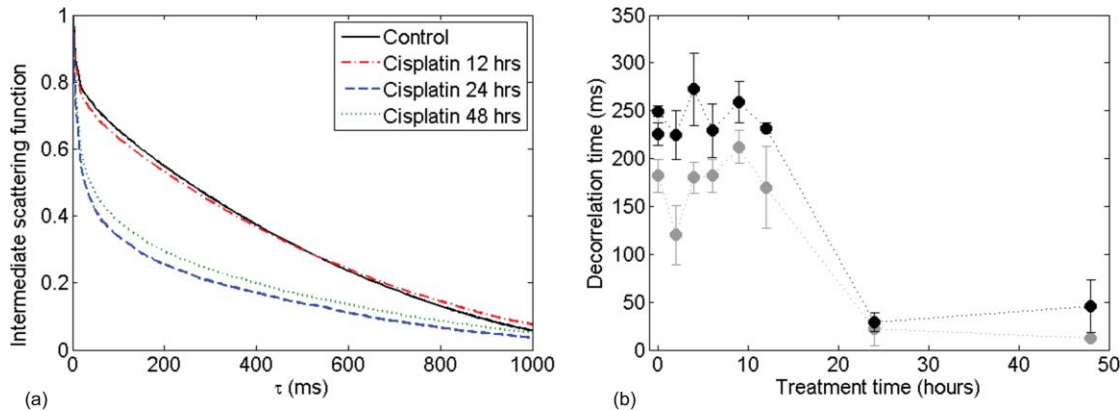 1
0.8
0.6
0.4
0.2
0
Intermediate scattering function
Control
Cisplatin 12 hrs
Cisplatin 24 hrs
Cisplatin 48 hrs
0 200 400 600 800 1000
τ (ms)
(a)
350
300
250
200
150
100
50
0
Decorrelation time (ms)
0 10 20 30 40 50
Treatment time (hours)
(b)